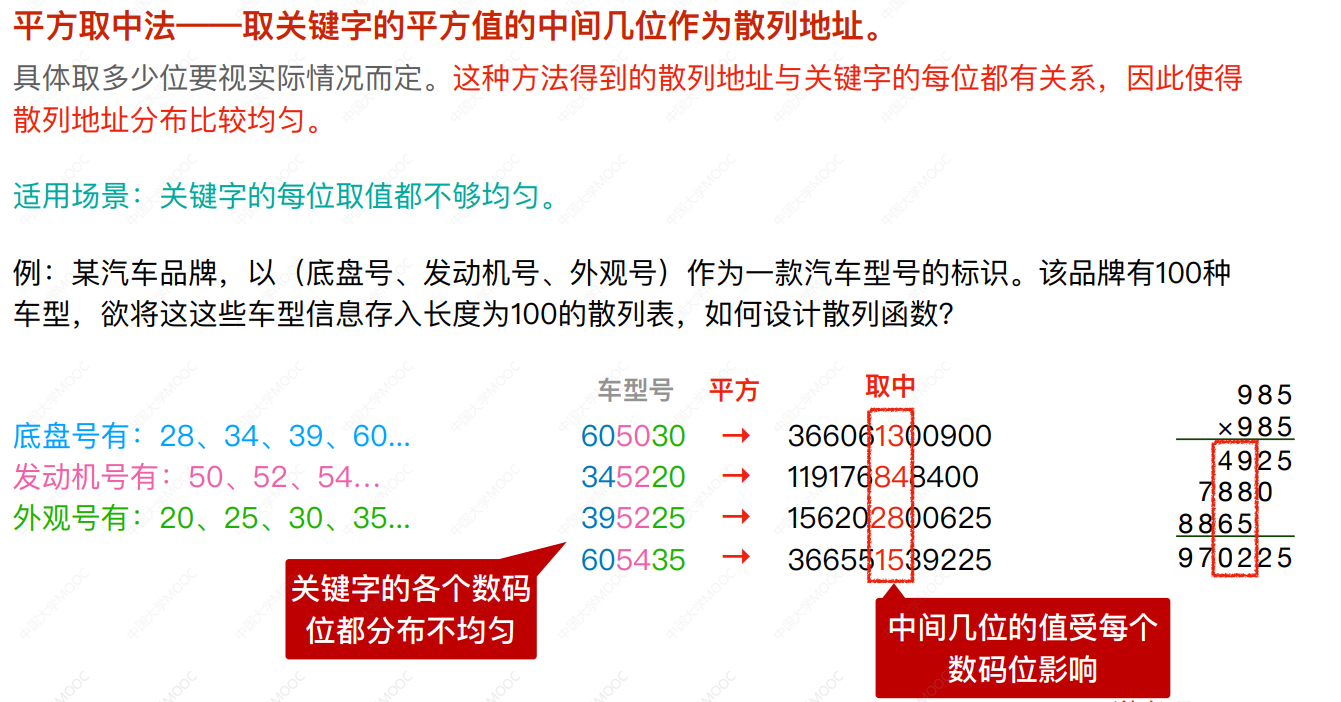 平方取中法——取关键字的平方值的中间几位作为散列地址。
具体取多少位要视实际情况而定。这种方法得到的散列地址与关键字的每位都有关系，因此使得
散列地址分布比较均匀。
适用场景：关键字的每位取值都不够均匀。
例：某汽车品牌，以（底盘号、发动机号、外观号）作为一款汽车型号的标识。该品牌有100种
车型，欲将这这些车型信息存入长度为100的散列表，如何设计散列函数？
车型号 平方 取中
底盘号有：28、34、39、60...
发动机号有：50、52、54...
外观号有：20、25、30、35...
605030 → 366061300900
345220 → 119176848400
395225 → 156202800625
605435 → 366551539225
关键字的各个数码
位都分布不均匀
中间几位的值受每个
数码位影响
985
×985
4925
7880
8865
970225
中国大学MOOC